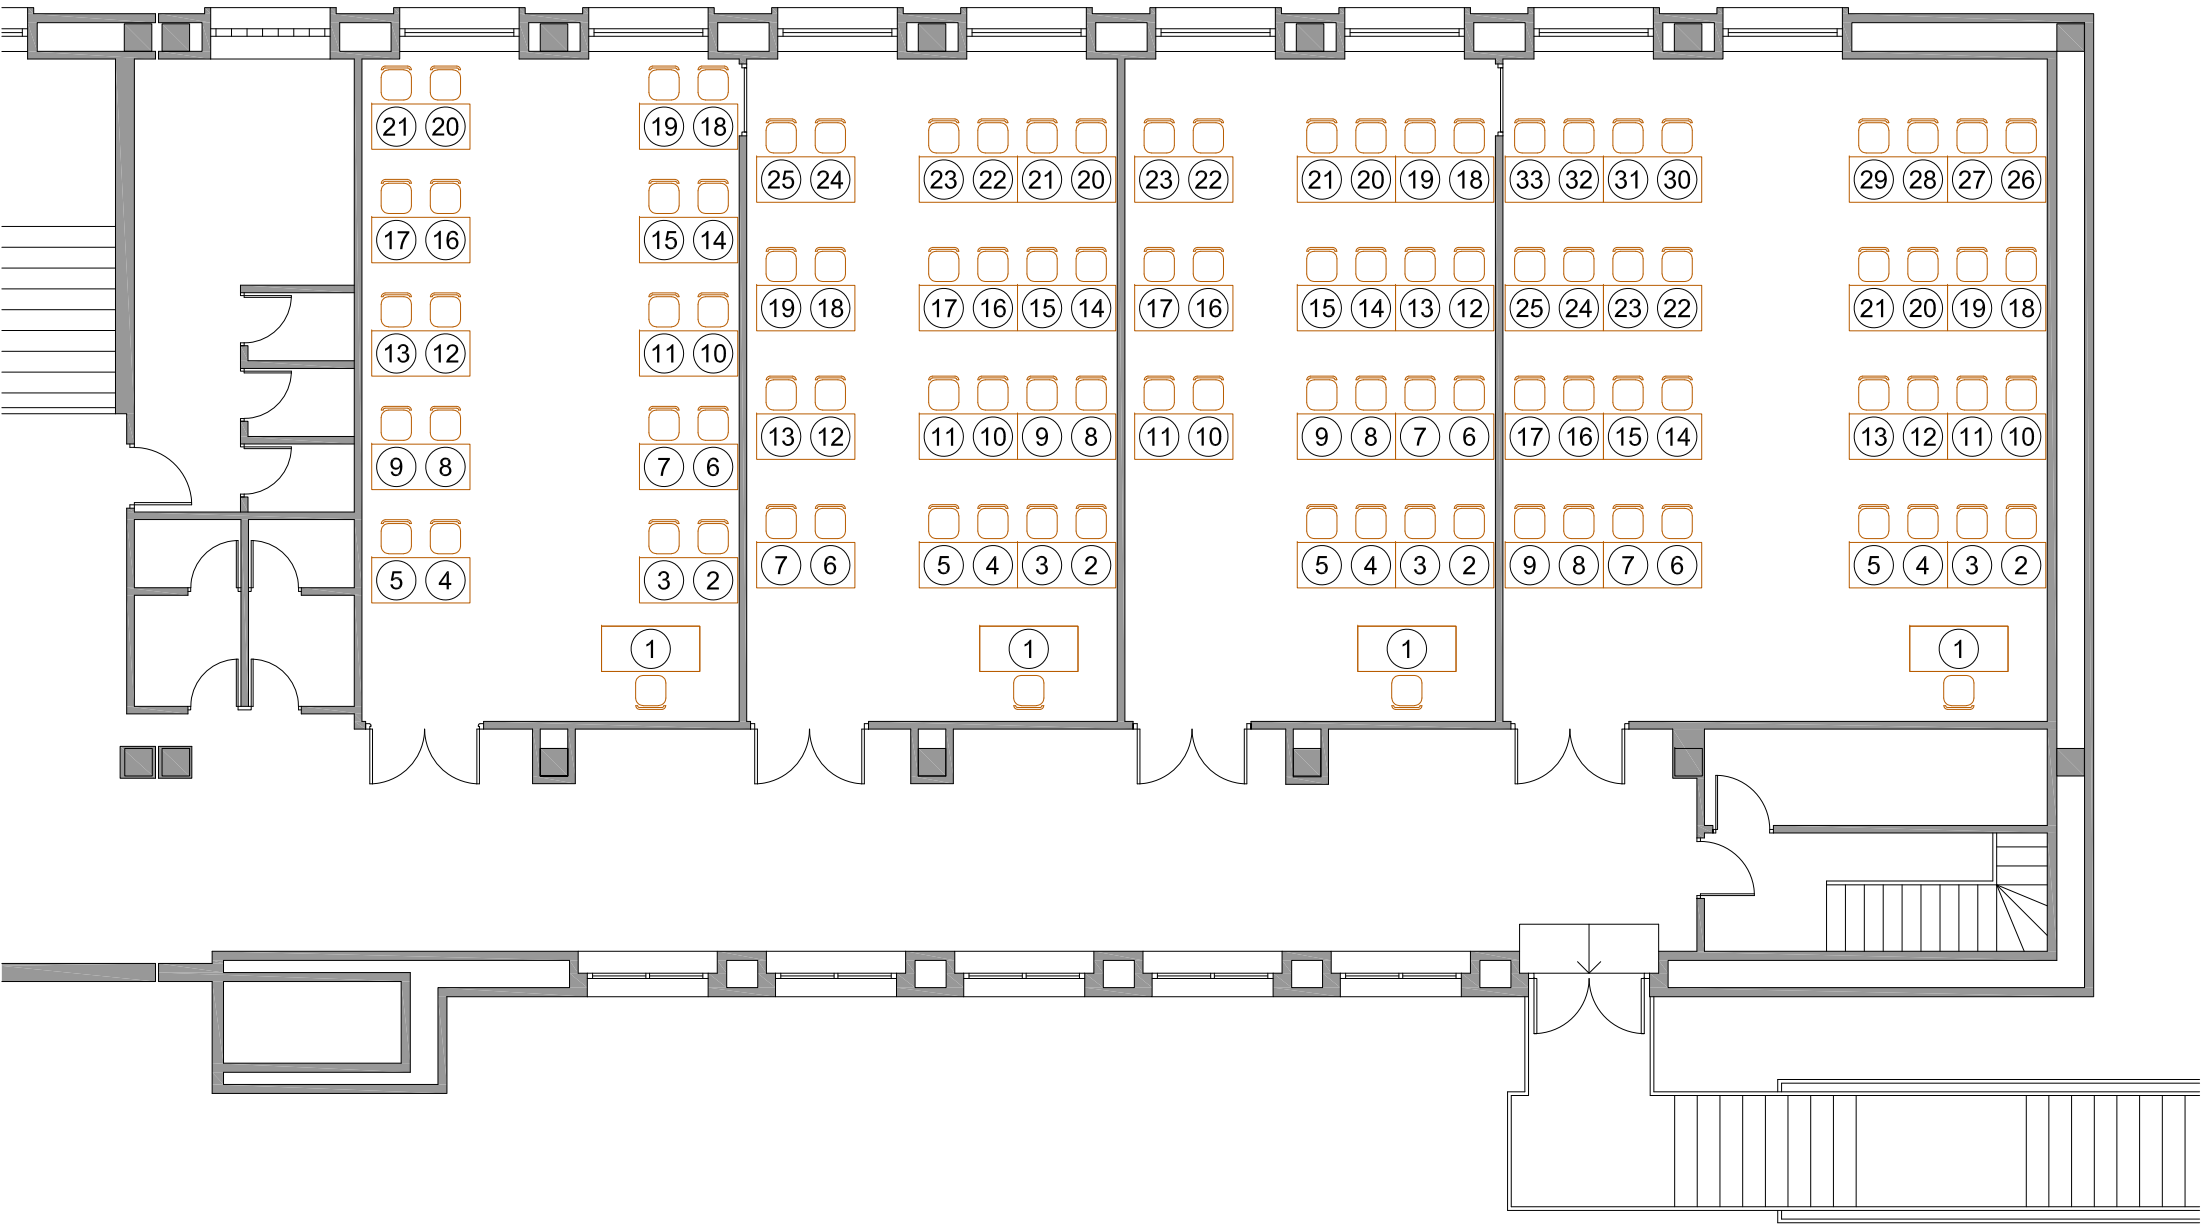 21 20 19 18
17 16 15 14
13 12 11 10
9 8 7 6
5 4 3 2
1
25 24 23 22 21 20
19 18 17 16 15 14
13 12 11 10 9 8
7 6 5 4 3 2
1
23 22 21 20 19 18
17 16 15 14 13 12
11 10 9 8 7 6
5 4 3 2
1
33 32 31 30 29 28 27 26
25 24 23 22 21 20 19 18
17 16 15 14 13 12 11 10
9 8 7 6 5 4 3 2
1